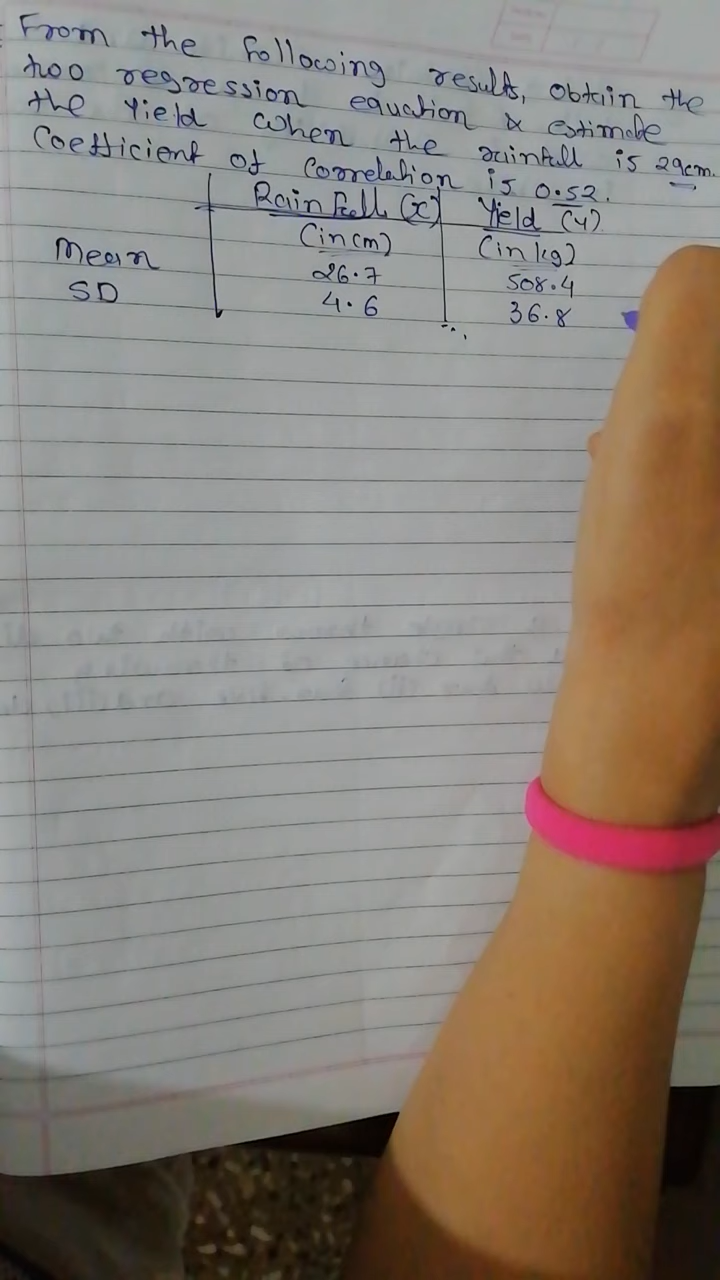 From the following results, obtain the
two regression equation & estimate
the Yield when the rainfall is 29cm.
Coefficient of Correlation is 0.52.
Rain Fall (x) Yield (y)
(in cm) (in kg)
Mean 26.7 508.4
SD 4.6 36.8